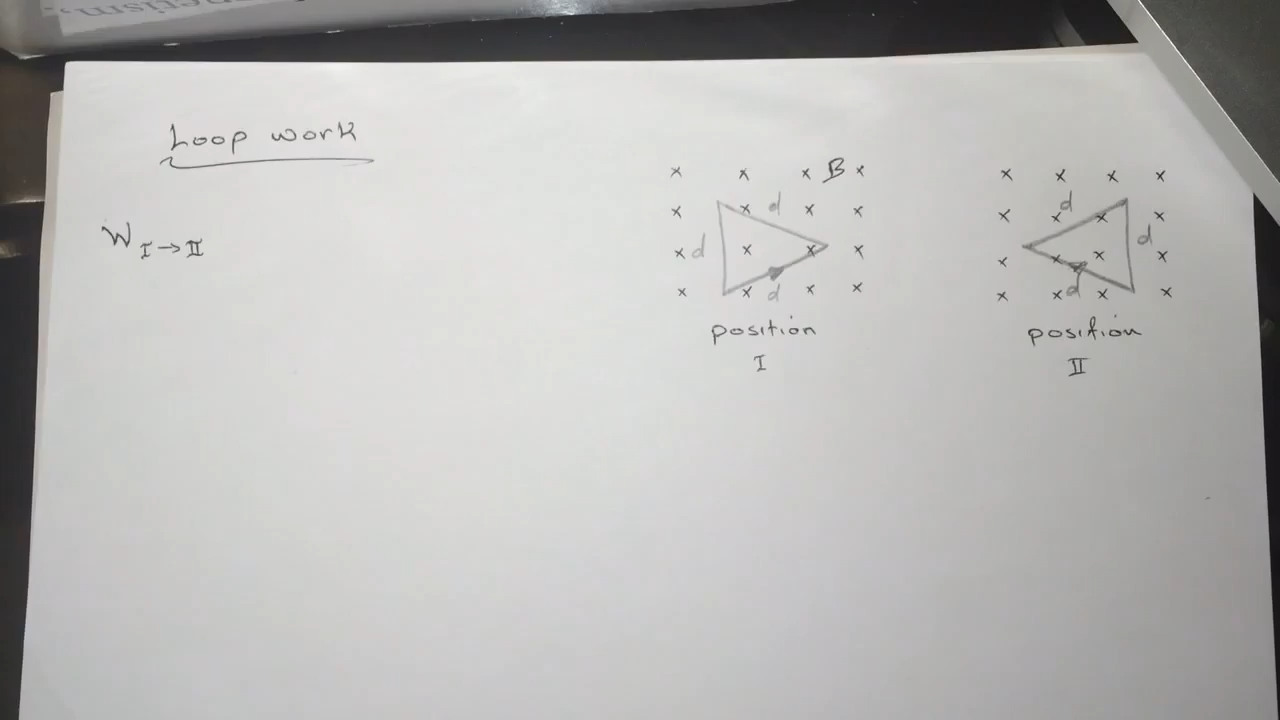 Loop work
W I→II
x x x B x
x x d x x
x d x x x
x x d x x
position
I
x x x x
x x d x x
x x x x d
x x d x x
position
II